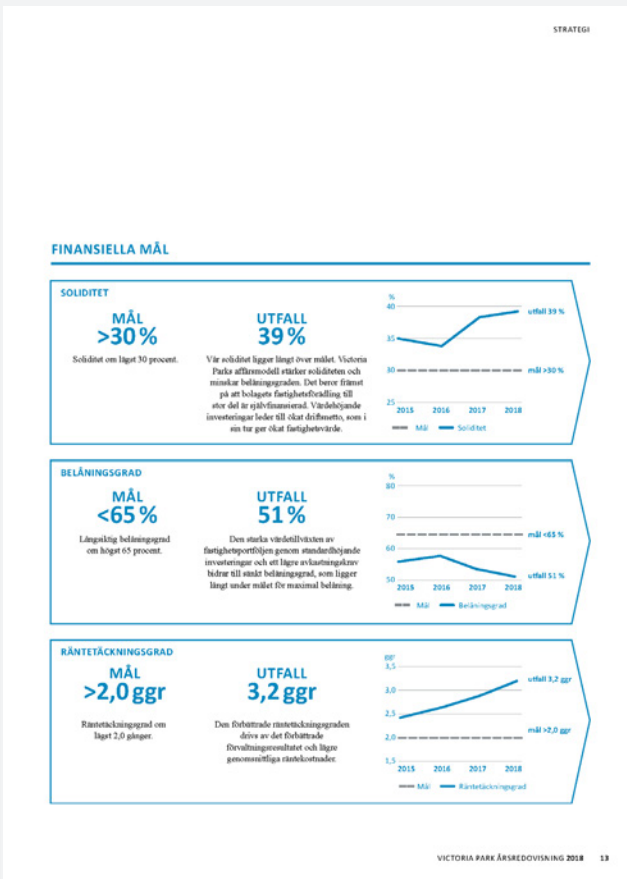 STRATEGI
FINANSIELLA MÅL
SOLIDITET
MÅL
>30 %
Soliditet om lägst 30 procent.
UTFALL
39 %
Vår soliditet ligger långt över målet. Victoria
Parks affärsmodell stärker soliditeten och
minskar belåningsgraden. Det beror främst
på att bolagets fastighetsförädling till
stor del är självfinansierad. Värdehöjande
investeringar leder till ökat driftnetto, som i
sin tur ger ökat fastighetsvärde.
%
40
35
30
25
utfall 39 %
mål >30 %
2015 2016 2017 2018
Mål Soliditet
BELÅNINGSGRAD
MÅL
<65 %
Långsiktig belåningsgrad
om högst 65 procent.
UTFALL
51 %
Den starka värdetillväxten av
fastighetsportföljen genom standardhöjande
investeringar och ett lägre avkastningskrav
bidrar till sänkt belåningsgrad, som ligger
långt under målet för maximal belåning.
%
80
70
60
50
mål <65 %
utfall 51 %
2015 2016 2017 2018
Mål Belåningsgrad
RÄNTETÄCKNINGSGRAD
MÅL
>2,0 ggr
Räntetäckningsgrad om
lägst 2,0 gånger.
UTFALL
3,2 ggr
Den förbättrade räntetäckningsgraden
drivs av det förbättrade
förvaltningsresultatet och lägre
genomsnittliga räntekostnader.
ggr
3,5
3,0
2,5
2,0
1,5
utfall 3,2 ggr
mål >2,0 ggr
2015 2016 2017 2018
Mål Räntetäckningsgrad
VICTORIA PARK ÅRSREDOVISNING 2018 13